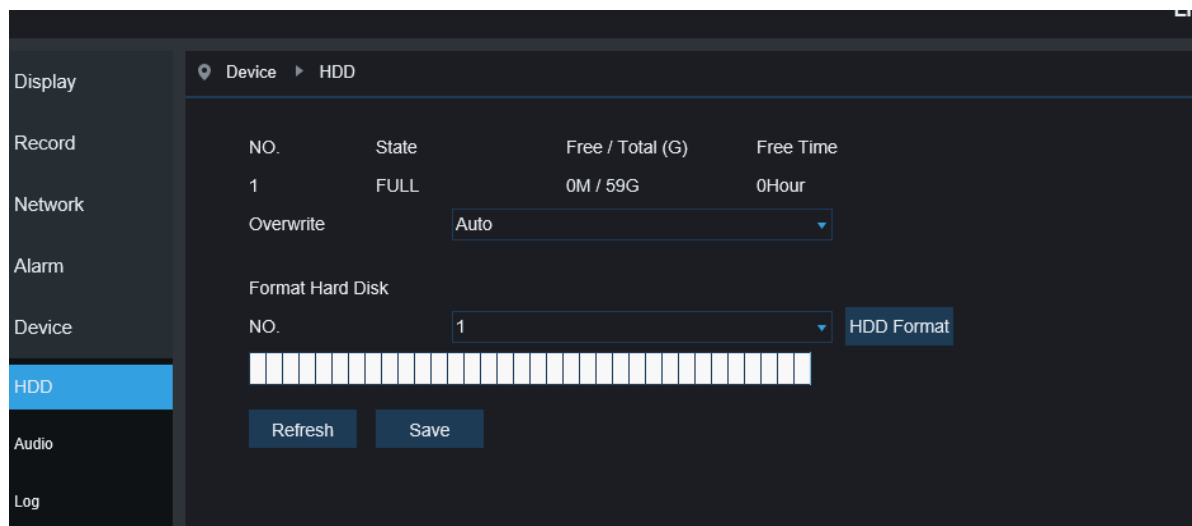 Display
Record
Network
Alarm
Device
HDD
Audio
Log
Device HDD
NO. State Free / Total (G) Free Time
1 FULL 0M / 59G 0Hour
Overwrite Auto
Format Hard Disk
NO. 1 HDD Format
Refresh Save